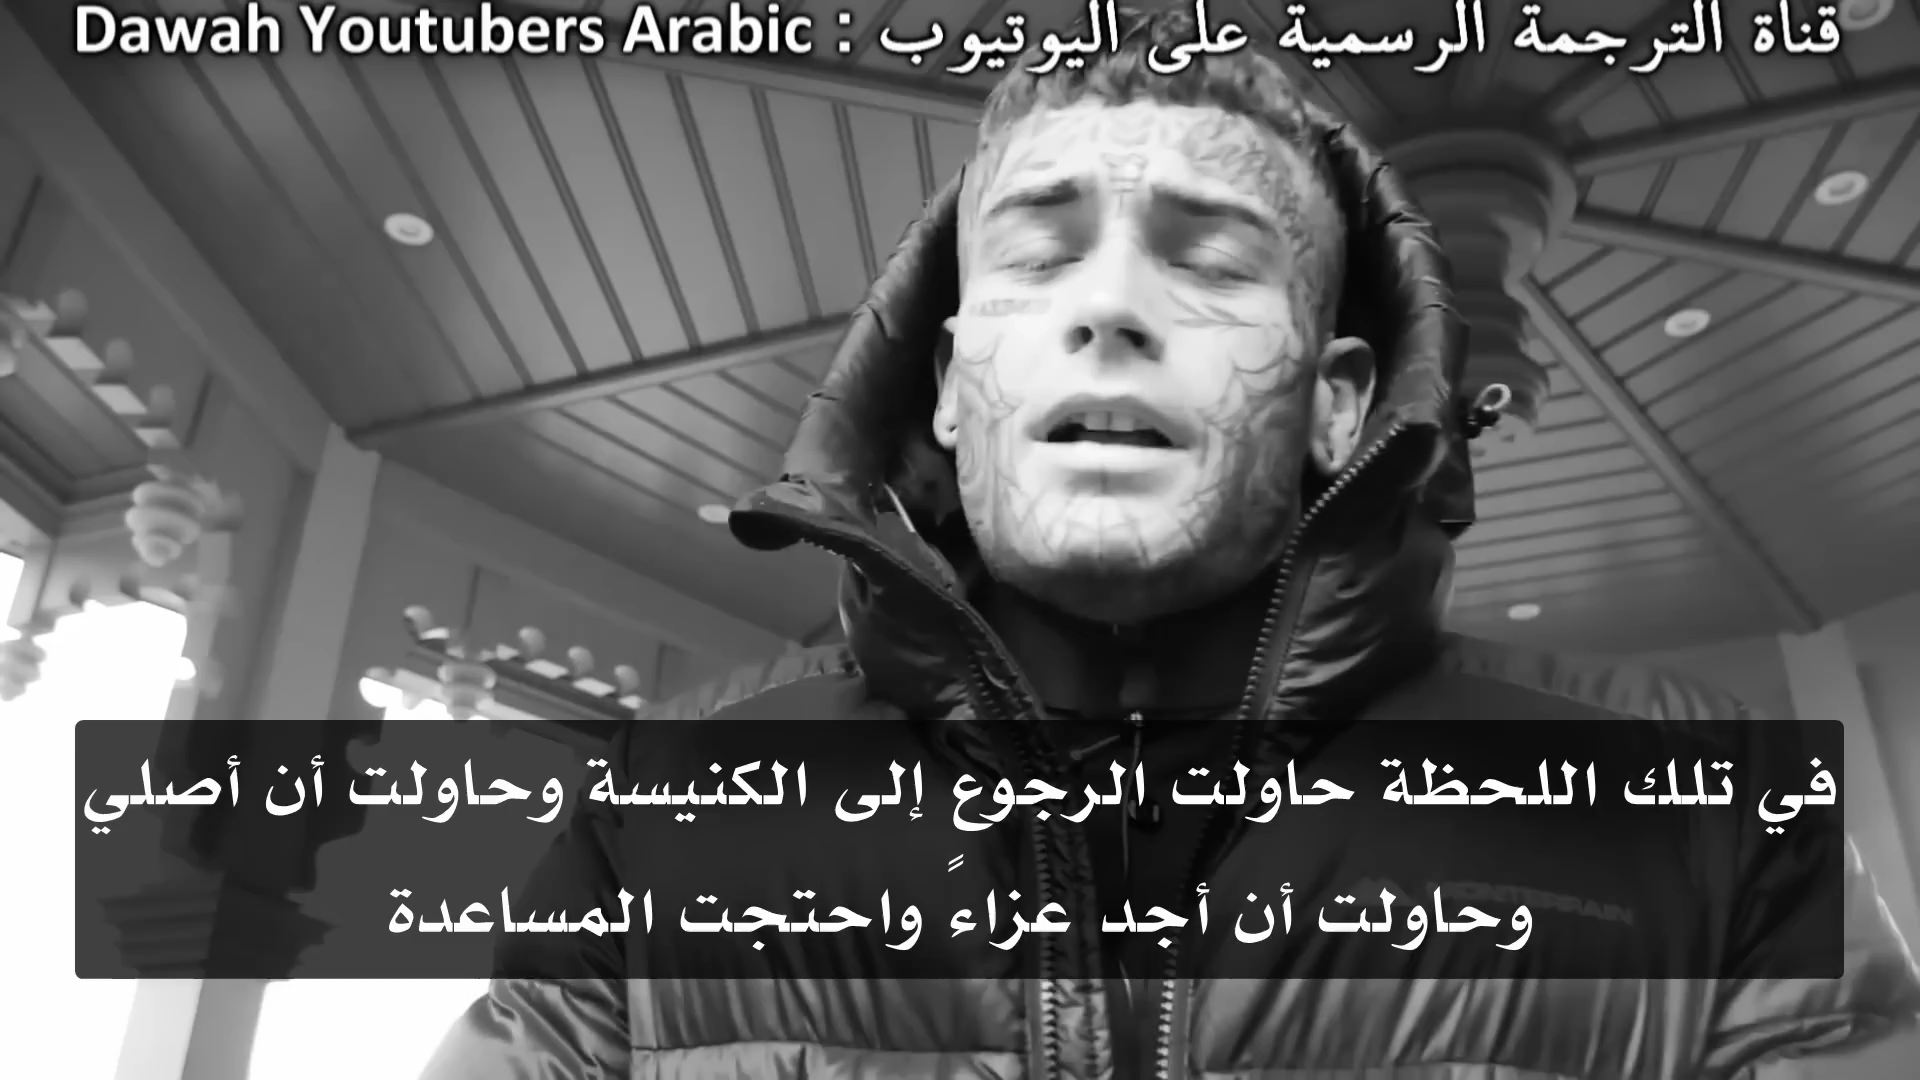 قناة الترجمة الرسمية على اليوتيوب : Dawah Youtubers Arabic
في تلك اللحظة حاولت الرجوع إلى الكنيسة وحاولت أن أصلي
وحاولت أن أجد عزاءً واحتجت المساعدة
MONTERRAIN